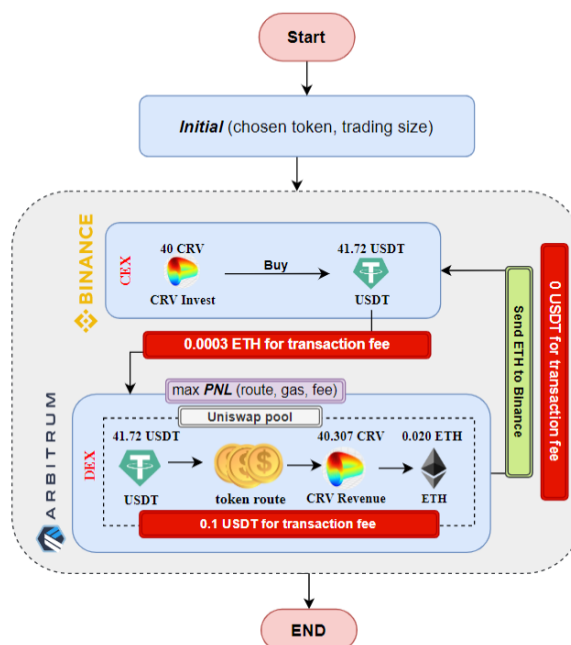 Start
Initial (chosen token, trading size)
BINANCE
CEX
40 CRV
CRV Invest
Buy
41.72 USDT
USDT
0.0003 ETH for transaction fee
Send ETH to Binance
0 USDT for transaction fee
max PNL (route, gas, fee)
Uniswap pool
ARBITRUM
DEX
41.72 USDT
USDT
token route
40.307 CRV
CRV Revenue
0.020 ETH
ETH
0.1 USDT for transaction fee
END